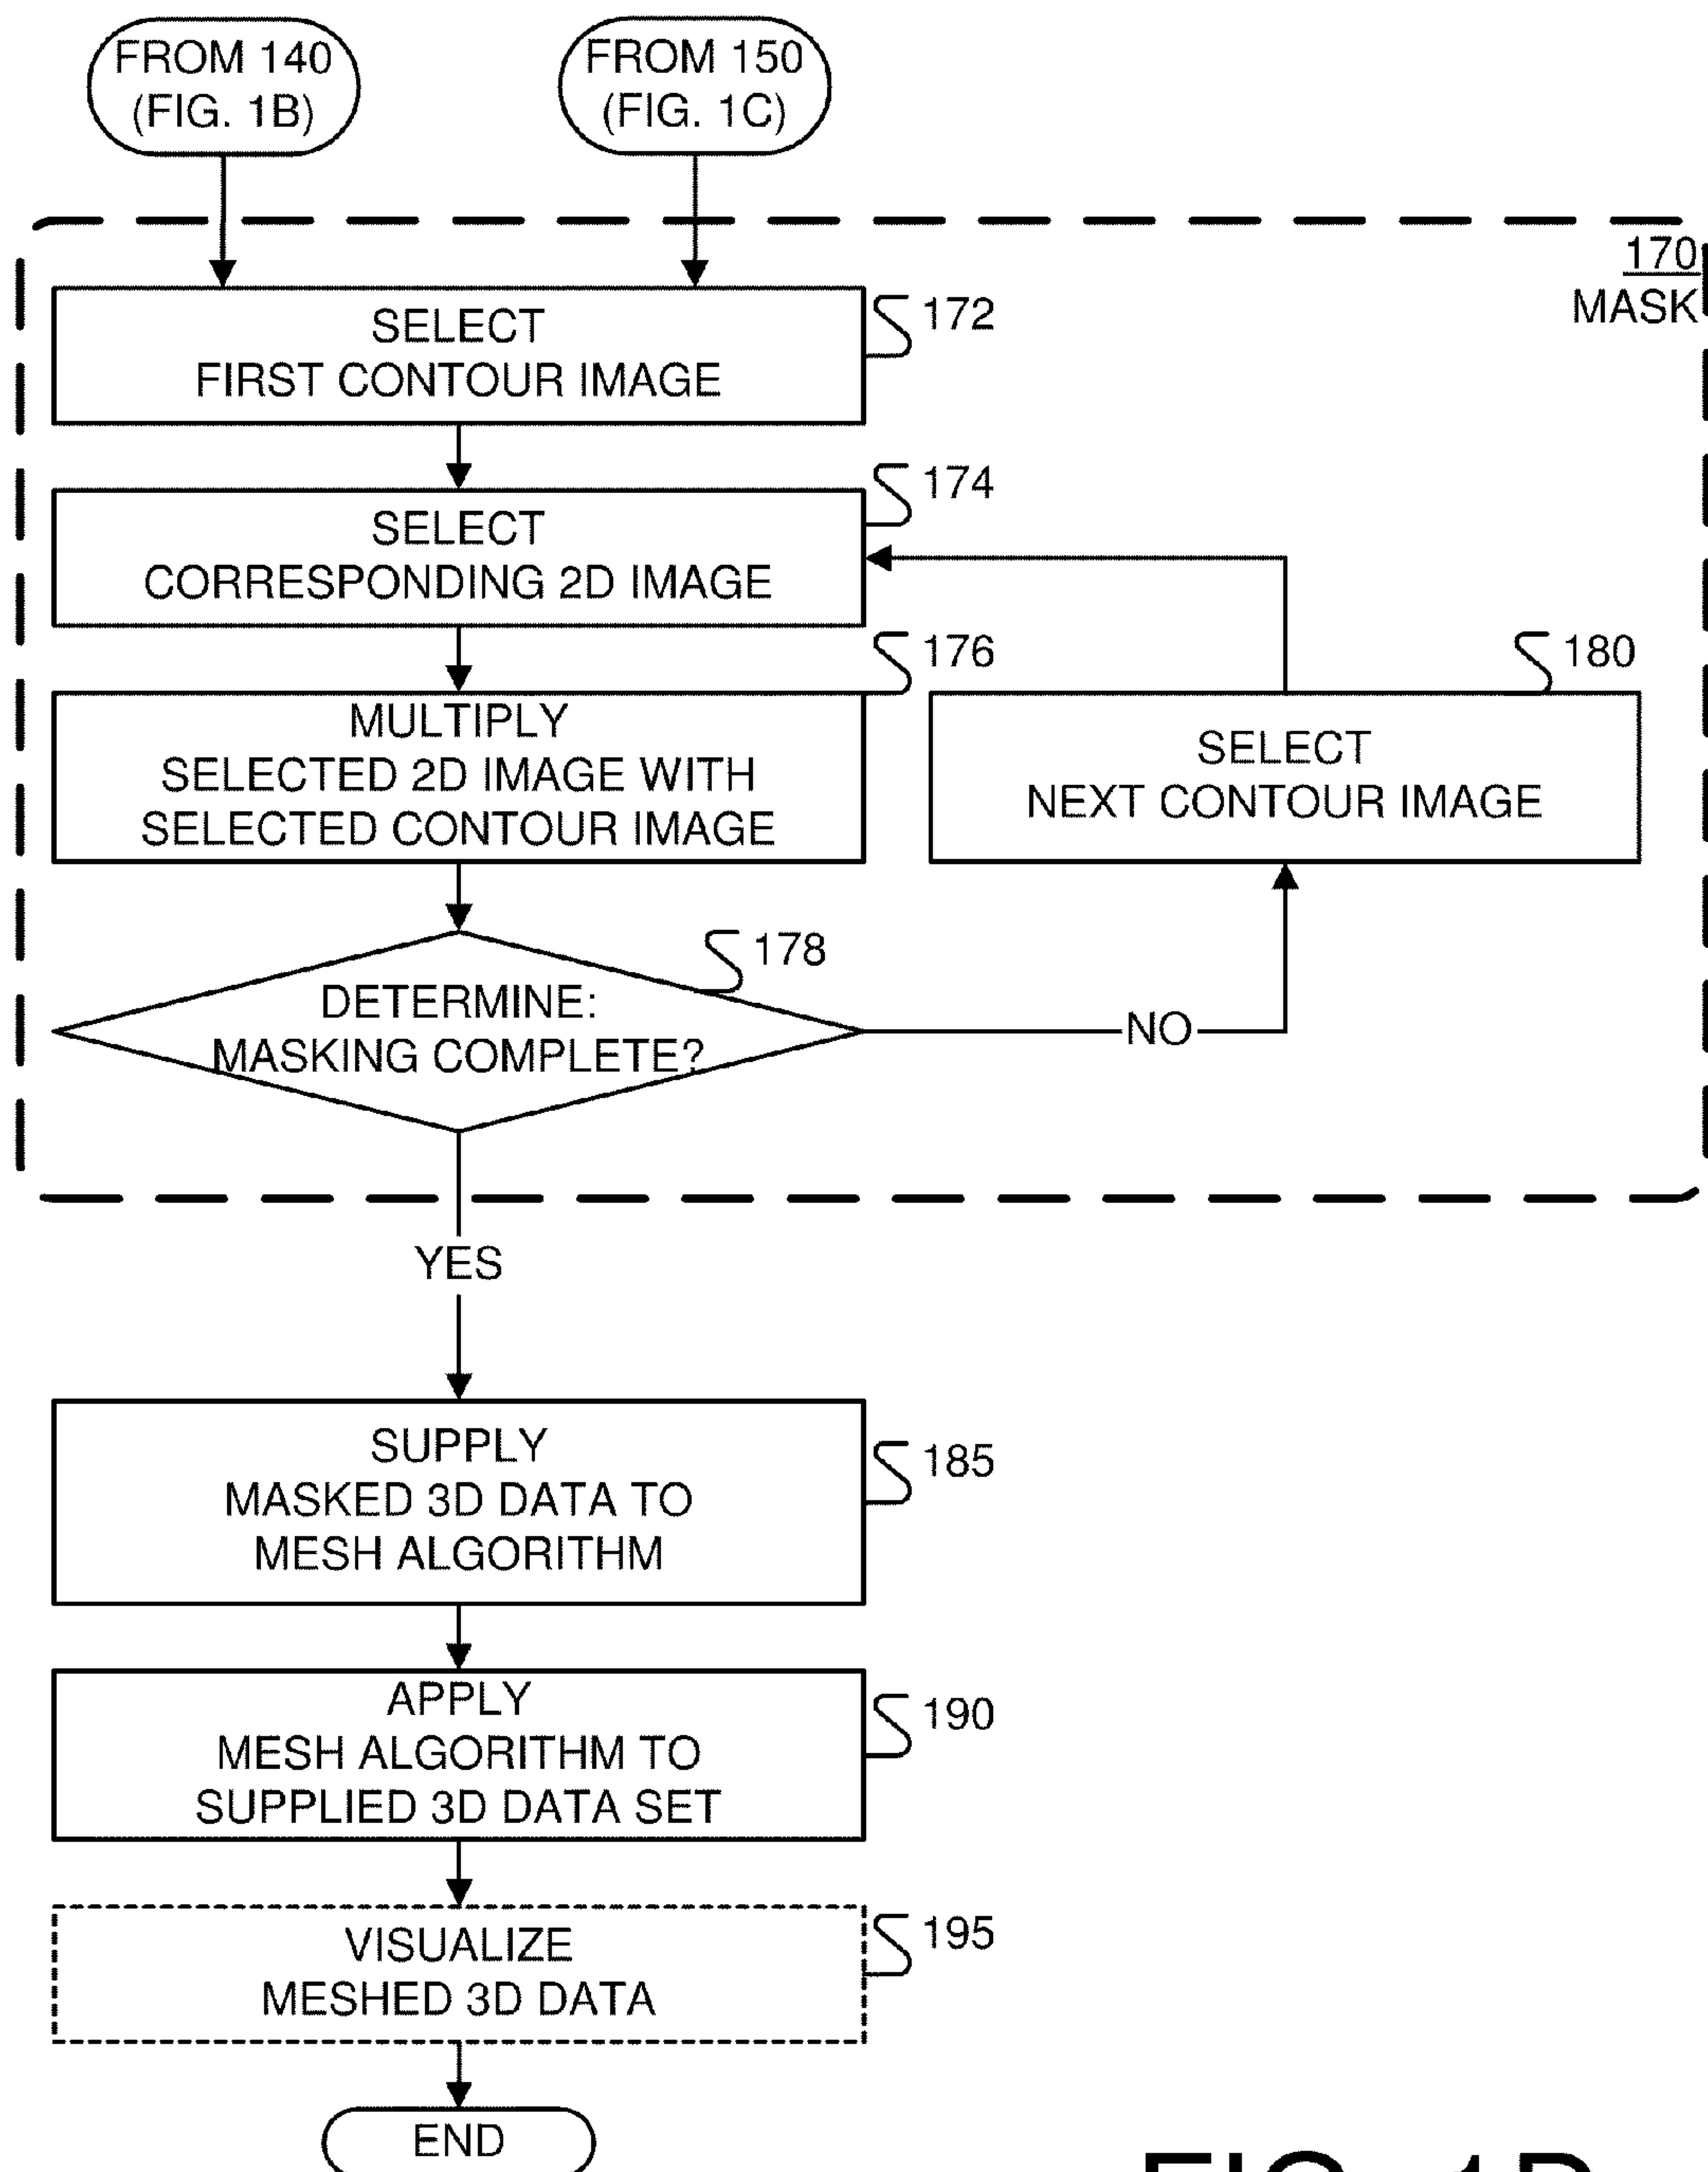 FROM 140
(FIG. 1B)
FROM 150
(FIG. 1C)
170
MASK
SELECT
FIRST CONTOUR IMAGE
172
SELECT
CORRESPONDING 2D IMAGE
174
MULTIPLY
SELECTED 2D IMAGE WITH
SELECTED CONTOUR IMAGE
176
SELECT
NEXT CONTOUR IMAGE
180
DETERMINE:
MASKING COMPLETE?
178
NO
YES
SUPPLY
MASKED 3D DATA TO
MESH ALGORITHM
185
APPLY
MESH ALGORITHM TO
SUPPLIED 3D DATA SET
190
VISUALIZE
MESHED 3D DATA
195
END